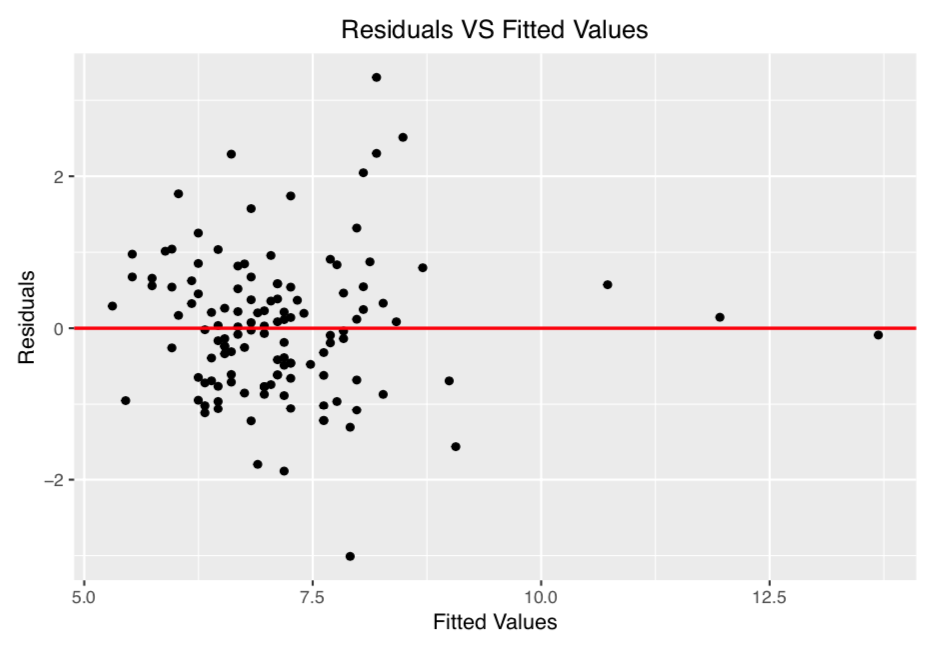 Residuals VS Fitted Values
Residuals
2
0
−2
5.0 7.5 10.0 12.5
Fitted Values